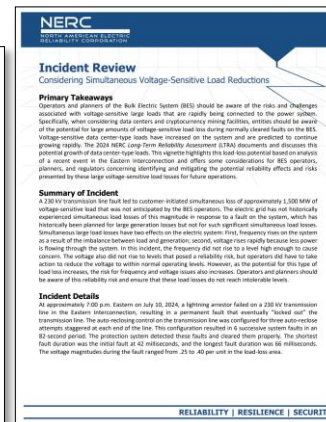 NERC
NORTH AMERICAN ELECTRIC
RELIABILITY CORPORATION
Incident Review
Considering Simultaneous Voltage-Sensitive Load Reductions
Primary Takeaways
Operators and planners of the Bulk Electric System (BES) should be aware of the risks and challenges
associated with voltage-sensitive large loads that are rapidly being connected to the power system.
Specifically, when considering data centers and cryptocurrency mining facilities, entities should be aware
of the potential for large amounts of voltage-sensitive load loss during normally cleared faults on the BES.
Voltage-sensitive data center-type loads have increased on the system and are predicted to continue
growing rapidly. The 2024 NERC Long-Term Reliability Assessment (LTRA) documents and discusses this
potential growth of data center-type loads. This vignette highlights this load-loss potential based on analysis
of a recent event in the Eastern Interconnection and offers some considerations for BES operators,
planners, and regulators concerning identifying and mitigating the potential reliability effects and risks
presented by these large voltage sensitive load losses for future operations.
Summary of Incident
A 230 kV transmission line fault led to customer-initiated simultaneous loss of approximately 1,500 MW of
voltage-sensitive load that was not anticipated by the BES operators. The electric grid has not historically
experienced simultaneous load losses of this magnitude in response to a fault on the system, which has
historically been planned for large generation losses but not for such significant simultaneous load losses.
Simultaneous large load losses have two effects on the electric system: First, frequency rises on the system
as a result of the imbalance between load and generation; second, voltage rises rapidly because less power
is flowing through the system. In this incident, the frequency did not rise to a level high enough to cause
concern. The voltage also did not rise to levels that posed a reliability risk, but operators did have to take
action to reduce the voltage to within normal operating levels. However, as the potential for this type of
load loss increases, the risk for frequency and voltage issues also increases. Operators and planners should
be aware of this reliability risk and ensure that these load losses do not reach intolerable levels.
Incident Details
At approximately 7:00 p.m. Eastern on July 10, 2024, a lightning arrestor failed on a 230 kV transmission
line in the Eastern Interconnection, resulting in a permanent fault that eventually "locked out" the
transmission line. The auto-reclosing control on the transmission line was configured for three auto-reclose
attempts staggered at each end of the line. This configuration resulted in 6 successive system faults in an
82-second period. The protection system detected these faults and cleared them properly. The shortest
fault duration was the initial fault at 42 milliseconds, and the longest fault duration was 66 milliseconds.
The voltage magnitudes during the fault ranged from .25 to .40 per unit in the load-loss area.
RELIABILITY | RESILIENCE | SECURIT